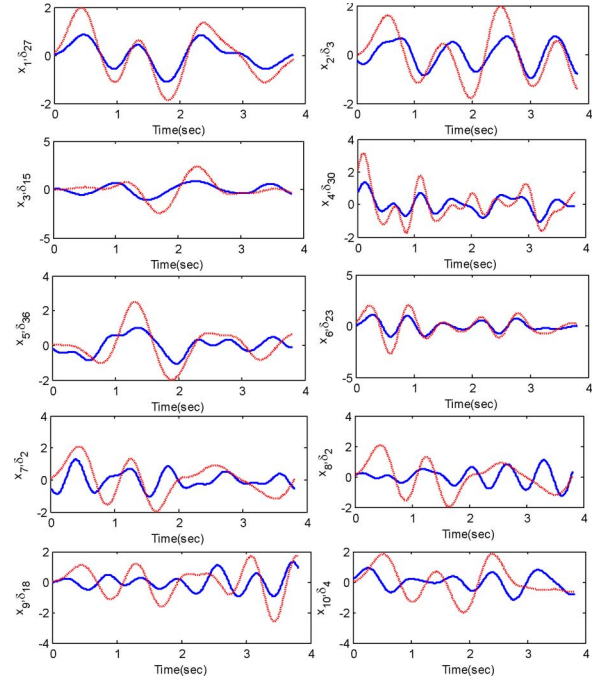 x1,δ27
2
0
-2
0 1 2 3 4
Time(sec)
x2,δ3
2
0
-2
0 1 2 3 4
Time(sec)
x3,δ15
5
0
-5
0 1 2 3 4
Time(sec)
x4,δ30
4
2
0
-2
0 1 2 3 4
Time(sec)
x5,δ36
4
2
0
-2
0 1 2 3 4
Time(sec)
x6,δ23
5
0
-5
0 1 2 3 4
Time(sec)
x7,δ2
4
2
0
-2
0 1 2 3 4
Time(sec)
x8,δ2
4
2
0
-2
0 1 2 3 4
Time(sec)
x9,δ18
2
0
-2
-4
0 1 2 3 4
Time(sec)
x10,δ4
2
0
-2
-4
0 1 2 3 4
Time(sec)